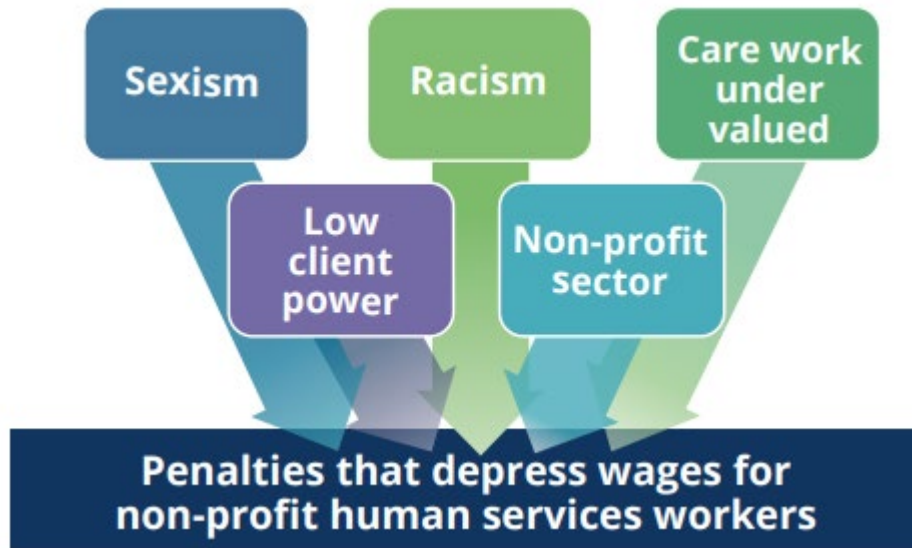 Sexism
Racism
Care work
under
valued
Low
client
power
Non-profit
sector
Penalties that depress wages for
non-profit human services workers